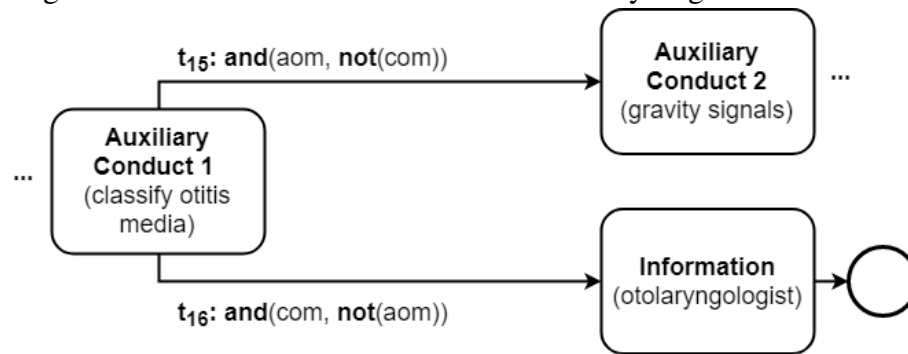 t15: and(aom, not(com))
Auxiliary
Conduct 2
(gravity signals)
...
...
Auxiliary
Conduct 1
(classify otitis
media)
Information
(otolaryngologist)
t16: and(com, not(aom))